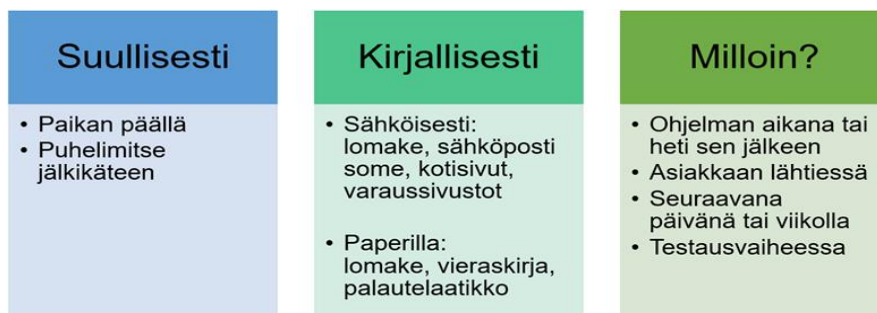 Suullisesti
• Paikan päällä
• Puhelimitse
jälkikäteen
Kirjallisesti
• Sähköisesti:
lomake, sähköposti
some, kotisivut,
varaussivustot
• Paperilla:
lomake, vieraskirja,
palautelaatikko
Milloin?
• Ohjelman aikana tai
heti sen jälkeen
• Asiakkaan lähtiessä
• Seuraavana
päivänä tai viikolla
• Testausvaiheessa